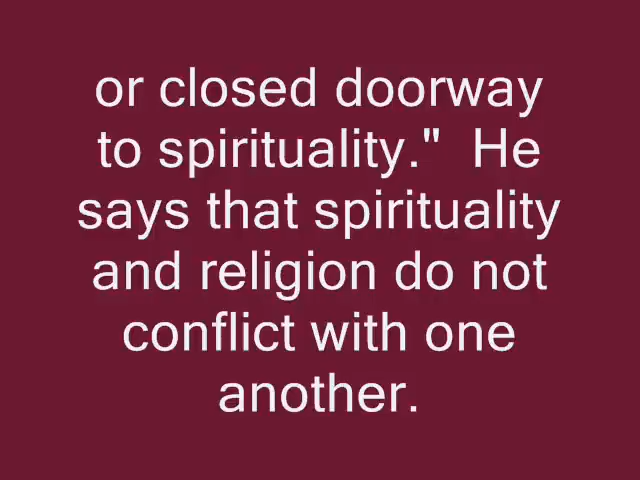 or closed doorway
to spirituality."  He
says that spirituality
and religion do not
conflict with one
another.